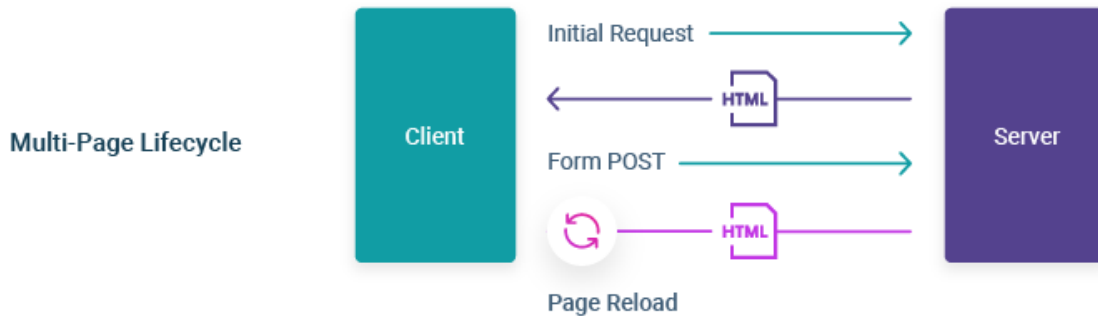 Multi-Page Lifecycle
Client
Initial Request
HTML
Form POST
HTML
Page Reload
Server